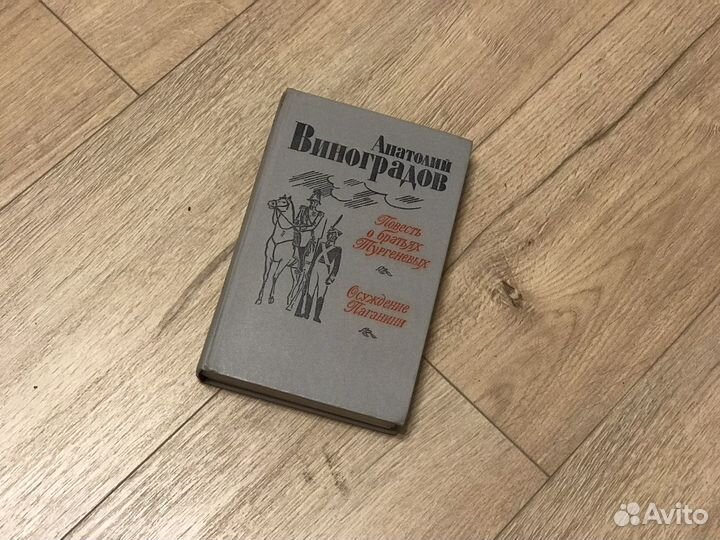 Анатолий
Виноградов
Повесть
о братьях
Тургеневых
Осуждение
Паганини
Avito